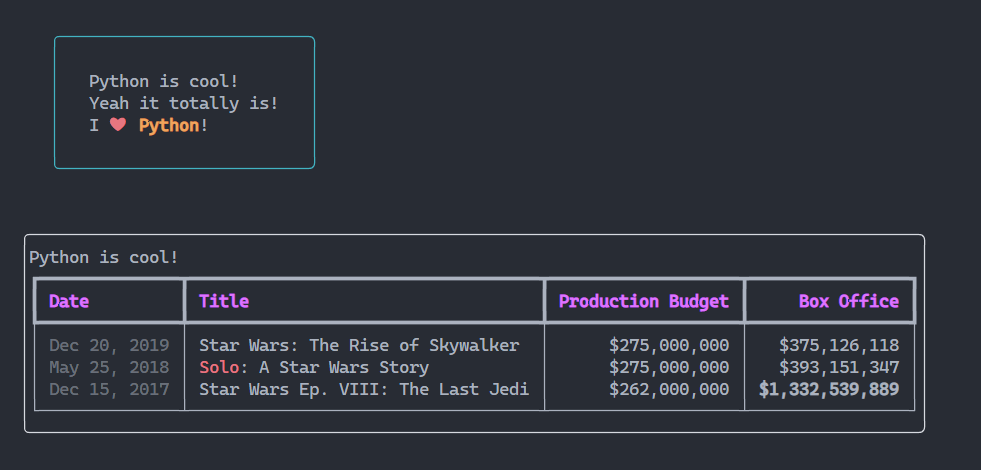 Python is cool!
Yeah it totally is!
I ❤ Python!
Python is cool!
Date Title Production Budget Box Office
Dec 20, 2019 Star Wars: The Rise of Skywalker $275,000,000 $375,126,118
May 25, 2018 Solo: A Star Wars Story $275,000,000 $393,151,347
Dec 15, 2017 Star Wars Ep. VIII: The Last Jedi $262,000,000 $1,332,539,889